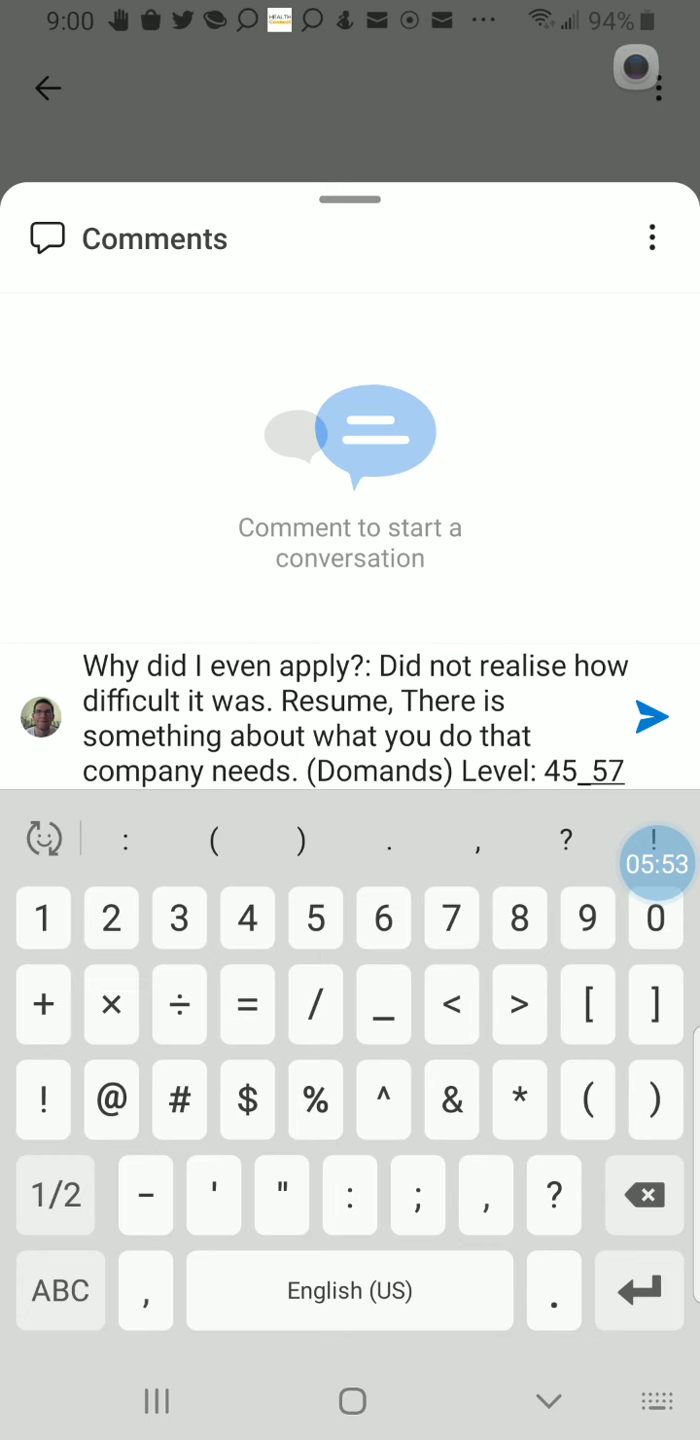 9:00
HEALTH
94%
Comments
Comment to start a
conversation
Why did I even apply?: Did not realise how
difficult it was. Resume, There is
something about what you do that
company needs. (Domands) Level: 45_57
: ( ) . , ? !
05:53
1 2 3 4 5 6 7 8 9 0
+ × ÷ = / _ < > [ ]
! @ # $ % ^ & * ( )
1/2 - ' " : ; , ?
ABC , English (US) .